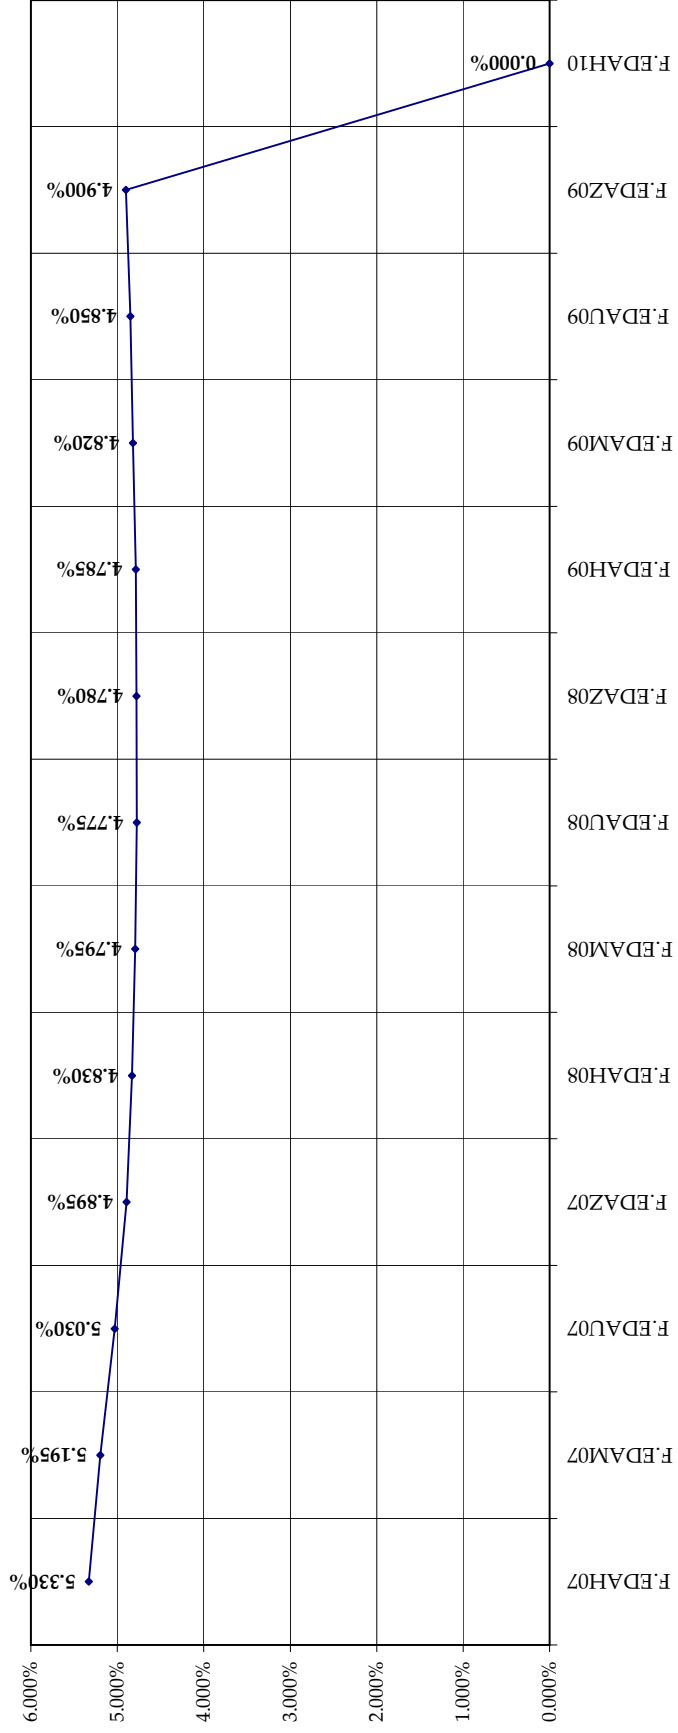 0.000%
F.EDAH10
4.900%
F.EDAZ09
4.850%
F.EDAU09
4.820%
F.EDAM09
4.785%
F.EDAH09
4.780%
F.EDAZ08
4.775%
F.EDAU08
4.795%
F.EDAM08
4.830%
F.EDAH08
4.895%
F.EDAZ07
5.030%
F.EDAU07
5.195%
F.EDAM07
5.330%
F.EDAH07
6.000%
5.000%
4.000%
3.000%
2.000%
1.000%
0.000%